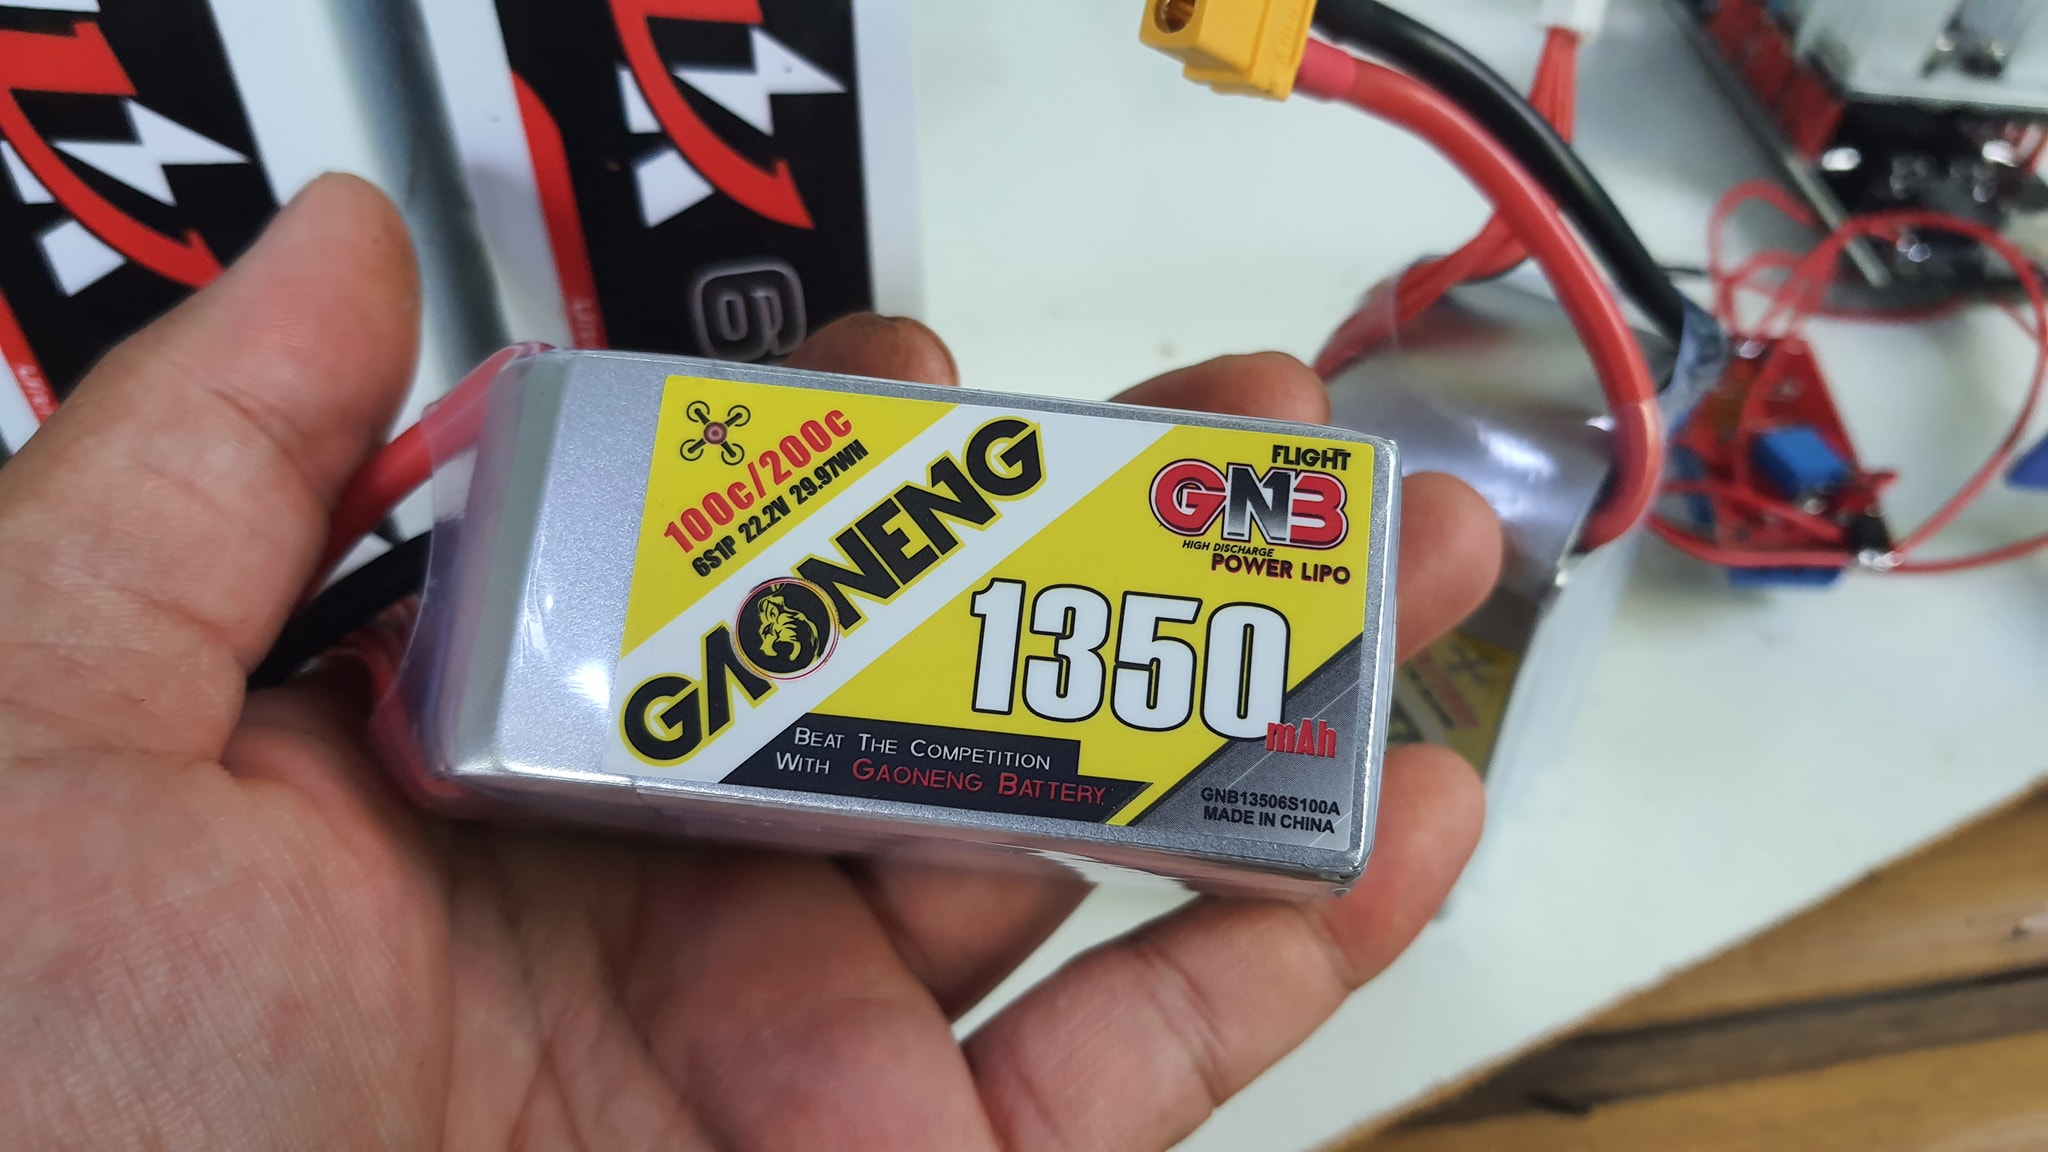 100c/200c
6S1P 22.2V 29.97WH
GAONENG
FLIGHT
GNB
HIGH DISCHARGE
POWER LIPO
1350
mAh
BEAT THE COMPETITION
WITH GAONENG BATTERY
GNB13506S100A
MADE IN CHINA